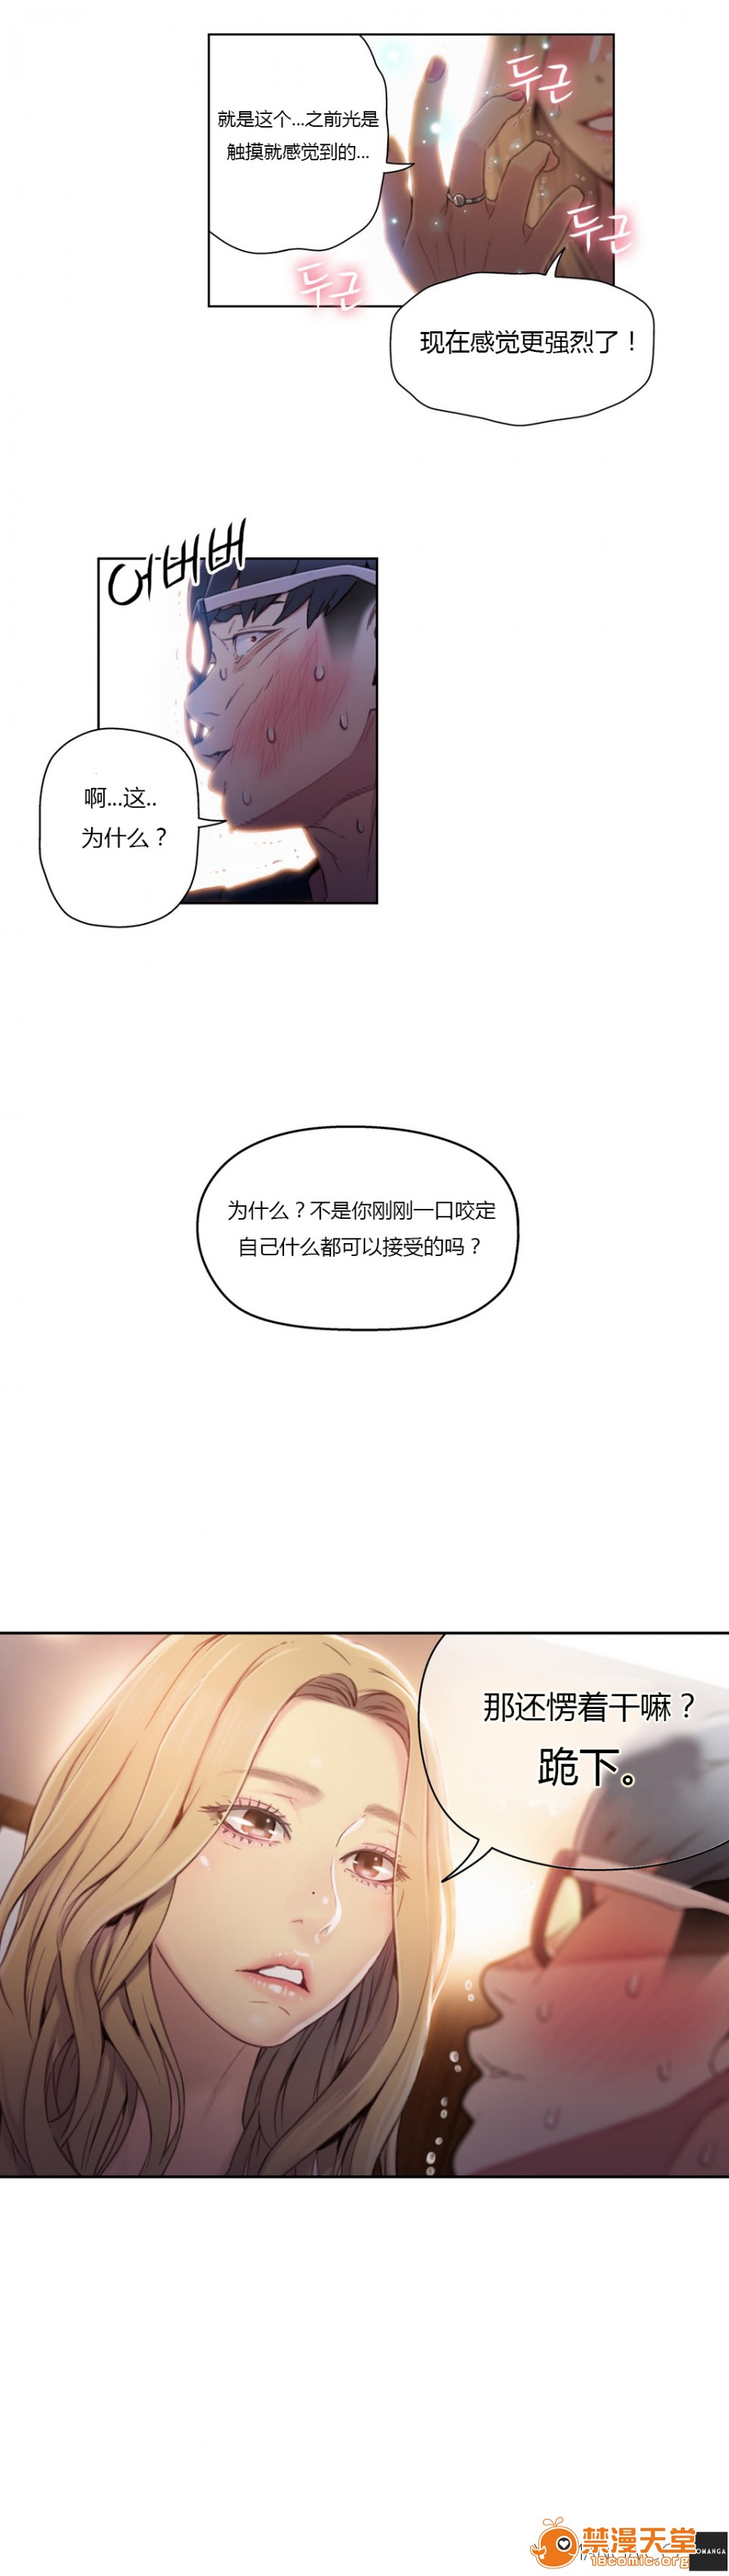 두근
就是这个...之前光是
触摸就感觉到的...
두근
두근
现在感觉更强烈了！
어버버
啊...这..
为什么？
为什么？不是你刚刚一口咬定
自己什么都可以接受的吗？
那还愣着干嘛？
跪下。
禁漫天堂
18comic.org
OMANGA